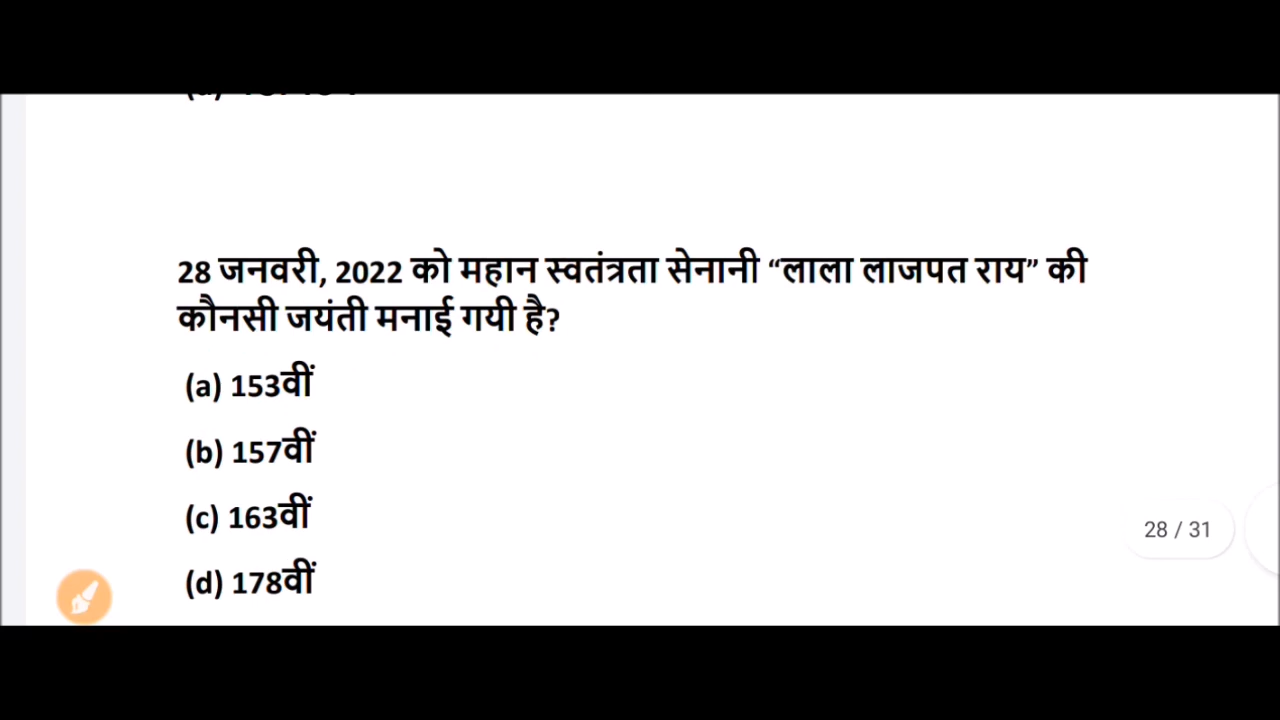 28 जनवरी, 2022 को महान स्वतंत्रता सेनानी “लाला लाजपत राय” की
कौनसी जयंती मनाई गयी है?
(a) 153वीं
(b) 157वीं
(c) 163वीं
(d) 178वीं
28 / 31